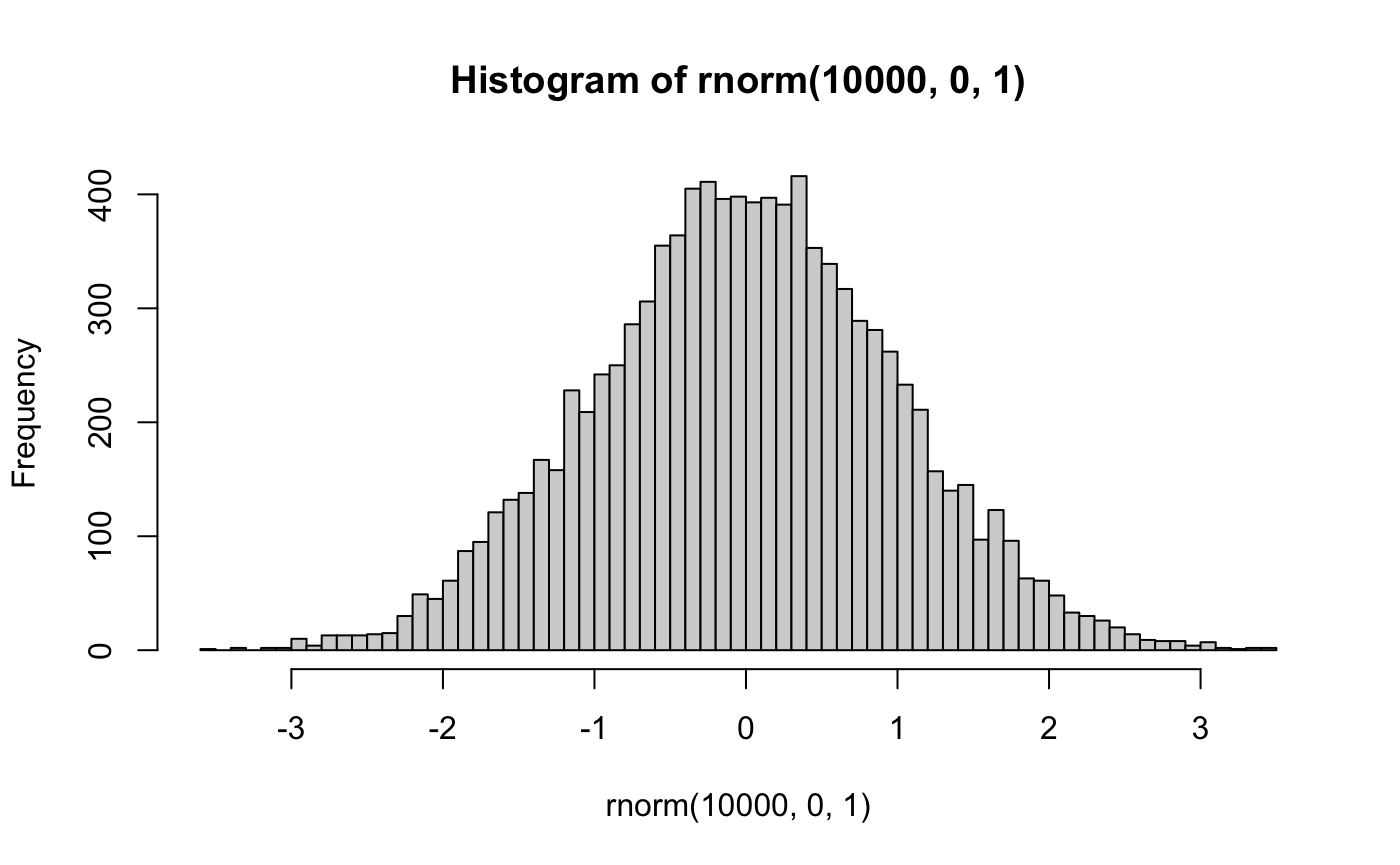 Histogram of rnorm(10000, 0, 1)
Frequency
400
300
200
100
0
-3 -2 -1 0 1 2 3
rnorm(10000, 0, 1)